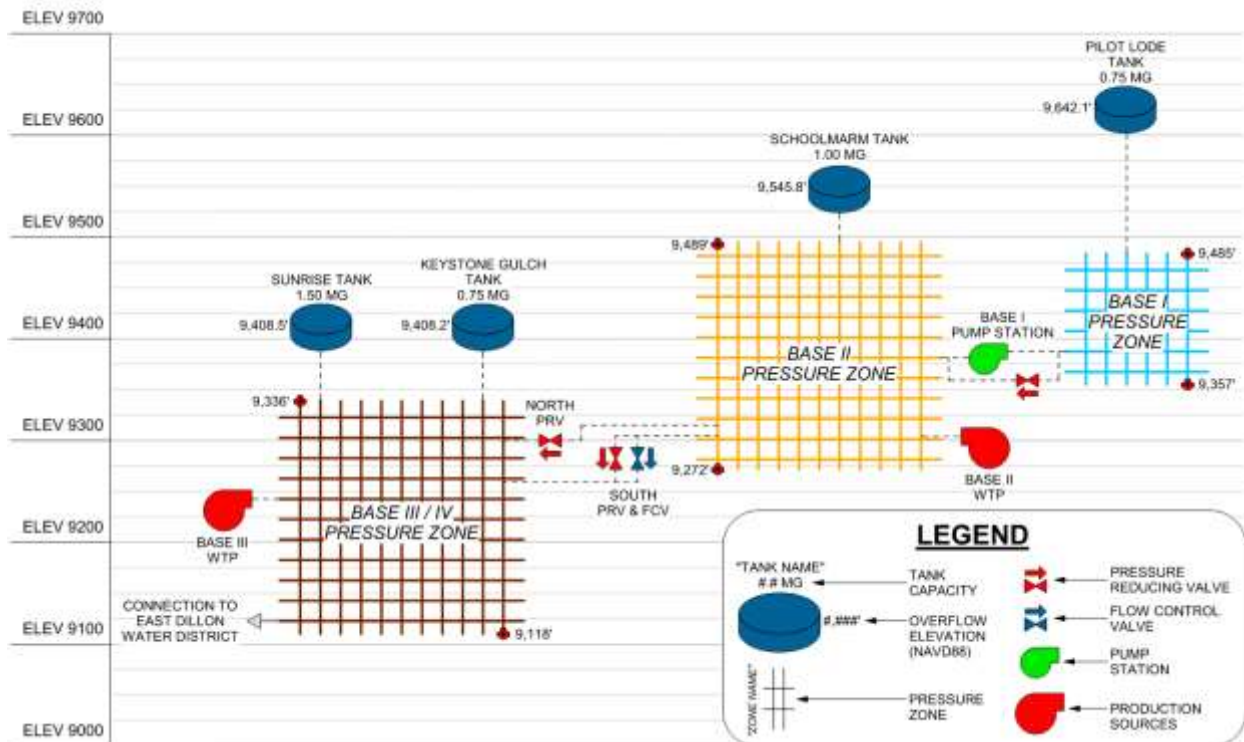 ELEV 9700
ELEV 9600
ELEV 9500
ELEV 9400
ELEV 9300
ELEV 9200
ELEV 9100
ELEV 9000
SUNRISE TANK
1.50 MG
9,408.5'
KEYSTONE GULCH
TANK
0.75 MG
9,408.2'
SCHOOLMARM TANK
1.00 MG
9,545.8'
PILOT LODE
TANK
0.75 MG
9,642.1'
9,336'
BASE III / IV
PRESSURE ZONE
9,118'
BASE III
WTP
CONNECTION TO
EAST DILLON
WATER DISTRICT
NORTH
PRV
SOUTH
PRV & FCV
9,489'
BASE II
PRESSURE ZONE
9,272'
BASE I
PUMP STATION
BASE II
WTP
9,485'
BASE I
PRESSURE
ZONE
9,357'
LEGEND
"TANK NAME"
#.# MG
TANK
CAPACITY
#,###'
OVERFLOW
ELEVATION
(NAVD88)
"ZONE NAME"
PRESSURE
ZONE
PRESSURE
REDUCING VALVE
FLOW CONTROL
VALVE
PUMP
STATION
PRODUCTION
SOURCES